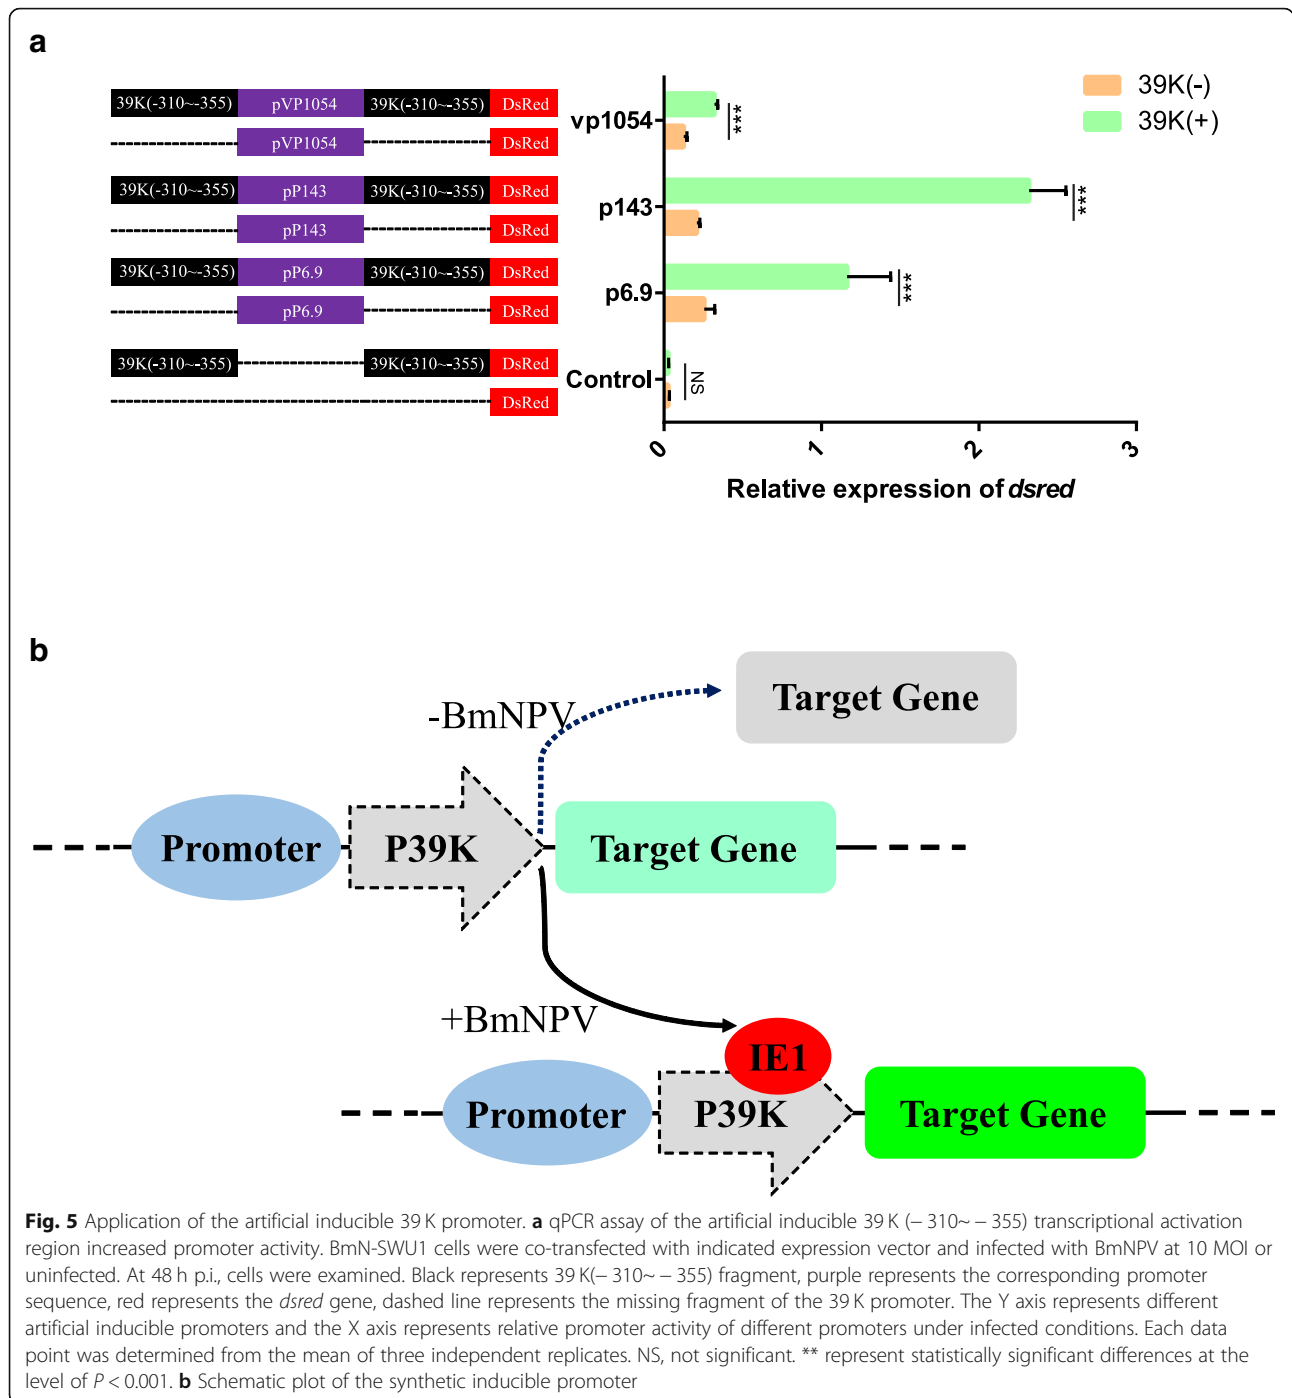 a
39K(-310~-355) pVP1054 39K(-310~-355) DsRed
pVP1054 DsRed
39K(-310~-355) pP143 39K(-310~-355) DsRed
pP143 DsRed
39K(-310~-355) pP6.9 39K(-310~-355) DsRed
pP6.9 DsRed
39K(-310~-355) 39K(-310~-355) DsRed
DsRed
vp1054
p143
p6.9
Control
***
***
***
NS
39K(-)
39K(+)
0 1 2 3
Relative expression of dsred
b
-BmNPV
Target Gene
Promoter P39K Target Gene
+BmNPV
IE1
Promoter P39K Target Gene
Fig. 5 Application of the artificial inducible 39 K promoter. a qPCR assay of the artificial inducible 39 K (− 310~ − 355) transcriptional activation
region increased promoter activity. BmN-SWU1 cells were co-transfected with indicated expression vector and infected with BmNPV at 10 MOI or
uninfected. At 48 h p.i., cells were examined. Black represents 39 K(− 310~ − 355) fragment, purple represents the corresponding promoter
sequence, red represents the dsred gene, dashed line represents the missing fragment of the 39 K promoter. The Y axis represents different
artificial inducible promoters and the X axis represents relative promoter activity of different promoters under infected conditions. Each data
point was determined from the mean of three independent replicates. NS, not significant. ** represent statistically significant differences at the
level of P < 0.001. b Schematic plot of the synthetic inducible promoter